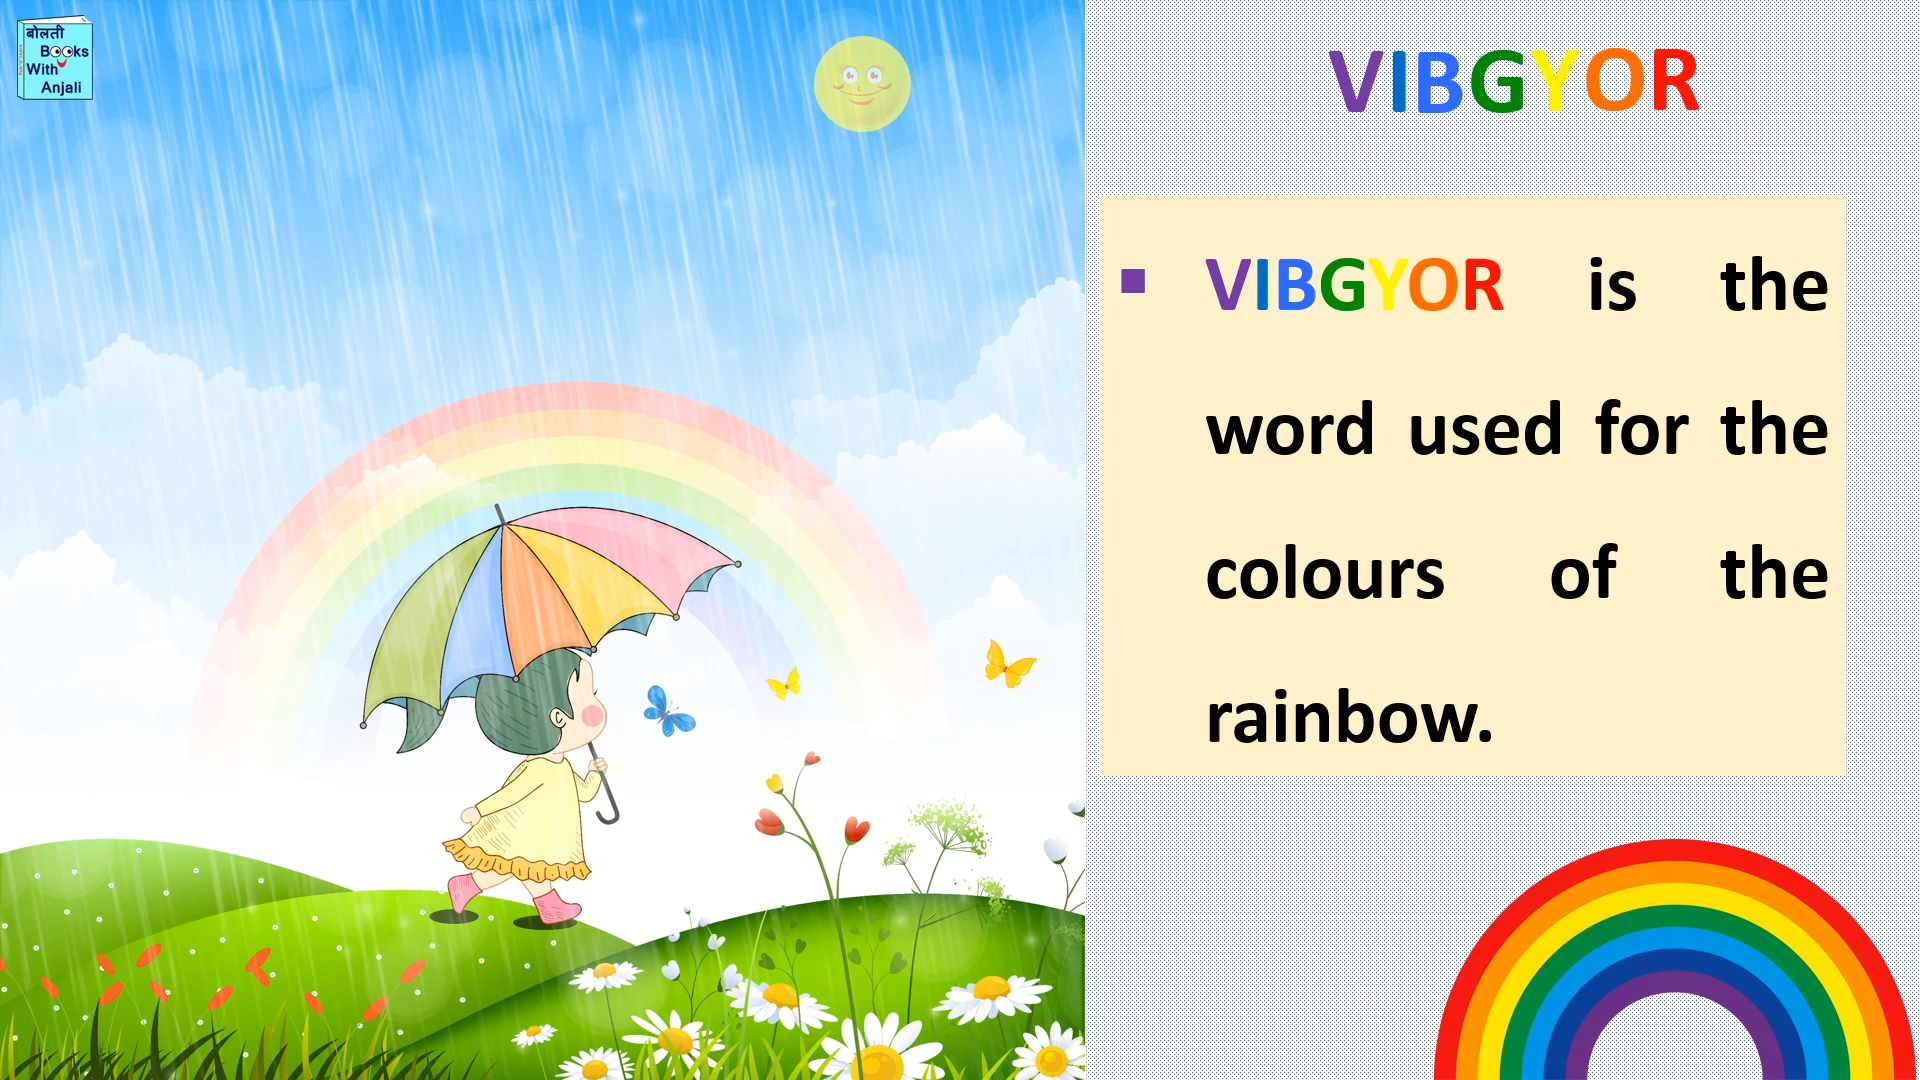 बोलती
Books
With
Anjali
VIBGYOR
VIBGYOR is the
word used for the
colours of the
rainbow.